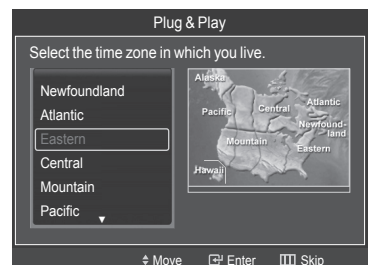 Plug & Play
Select the time zone in which you live.
Newfoundland
Atlantic
Eastern
Central
Mountain
Pacific
Alaska
Pacific
Central
Atlantic
Newfound-
land
Mountain
Eastern
Hawaii
Move Enter Skip